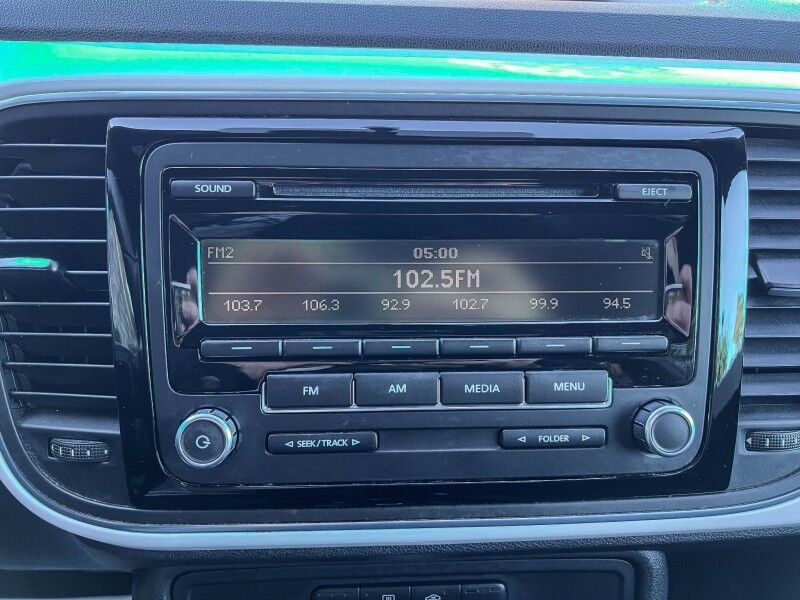 SOUND EJECT
FM2 05:00
102.5FM
103.7 106.3 92.9 102.7 99.9 94.5
FM AM MEDIA MENU
SEEK/TRACK FOLDER